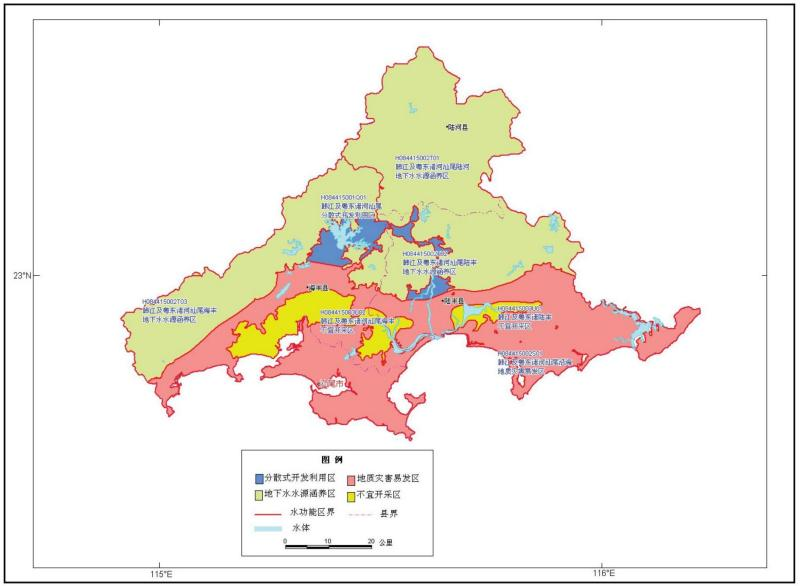 陆河县
H084415002T01
韩江及粤东诸河汕尾陆河
地下水水源涵养区
H084415001Q01
韩江及粤东诸河汕尾
分散式开发利用区
韩江及粤东诸河汕尾陆丰
地下水水源涵养区
23°N
23°N
海丰县
陆丰县
H084415002T03
韩江及粤东诸河汕尾海丰
地下水水源涵养区
韩江及粤东诸河汕尾海丰
不宜开采区
韩江及粤东诸河汕尾陆丰
不宜开采区
H084415002S01
韩江及粤东诸河汕尾沿海
地质灾害易发区
汕尾市
图 例
分散式开发利用区
地质灾害易发区
地下水水源涵养区
不宜开采区
水功能区界
县界
水体
0 10 20 公里
115°E
116°E